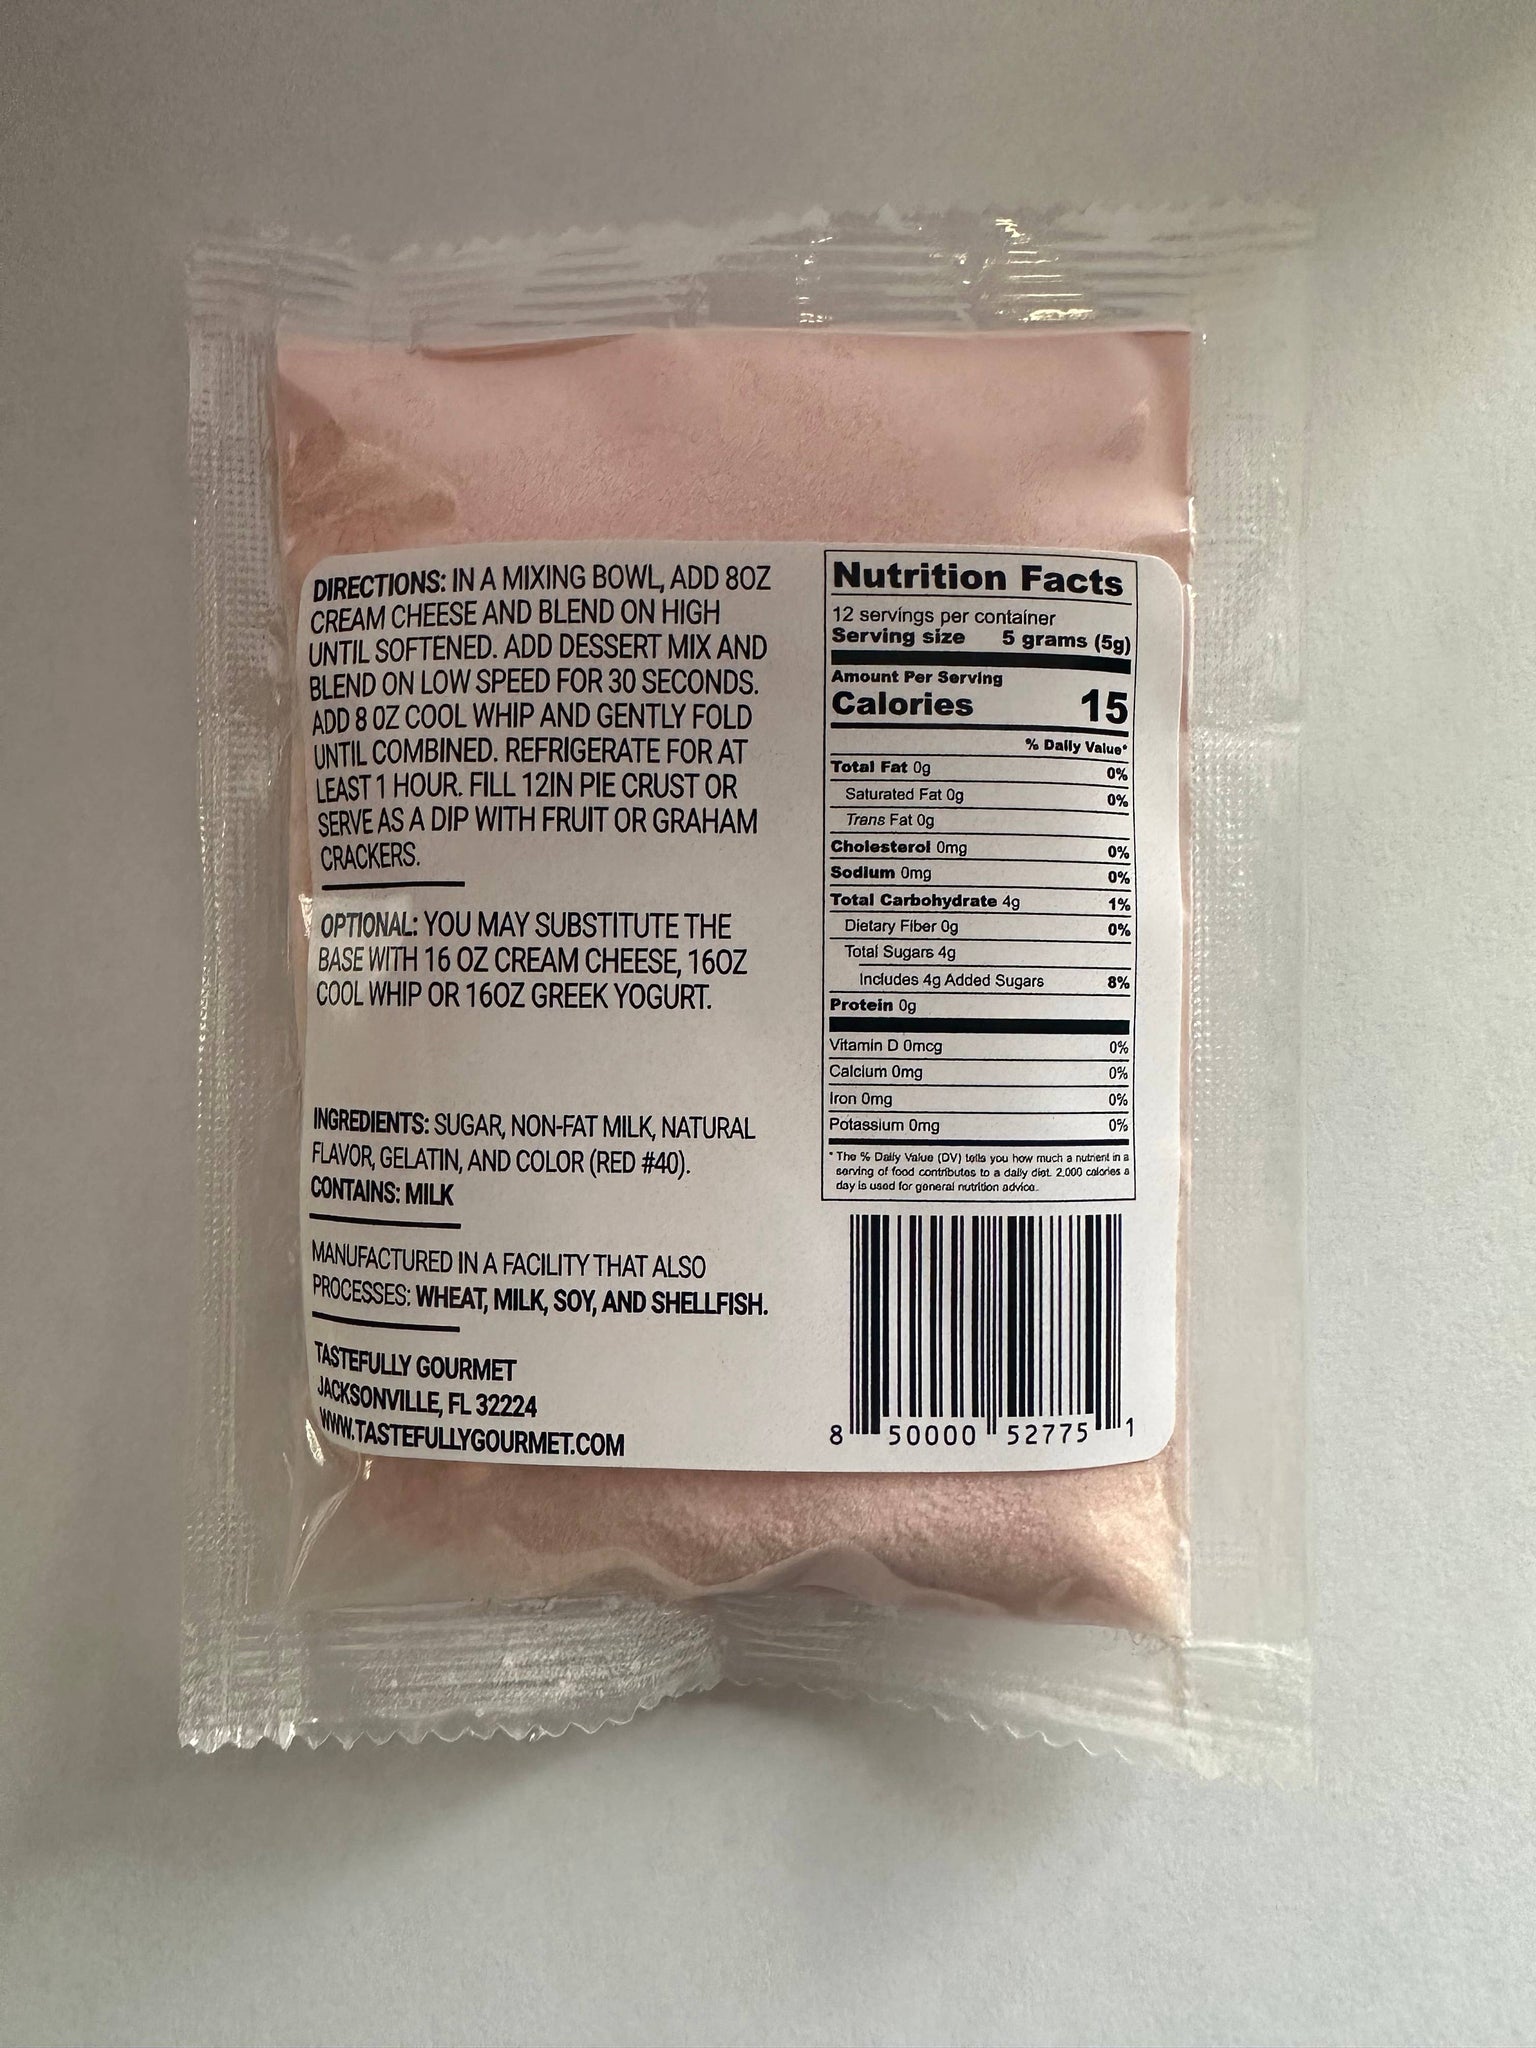 DIRECTIONS: IN A MIXING BOWL, ADD 8OZ
CREAM CHEESE AND BLEND ON HIGH
UNTIL SOFTENED. ADD DESSERT MIX AND
BLEND ON LOW SPEED FOR 30 SECONDS.
ADD 8 OZ COOL WHIP AND GENTLY FOLD
UNTIL COMBINED. REFRIGERATE FOR AT
LEAST 1 HOUR. FILL 12IN PIE CRUST OR
SERVE AS A DIP WITH FRUIT OR GRAHAM
CRACKERS.
OPTIONAL: YOU MAY SUBSTITUTE THE
BASE WITH 16 OZ CREAM CHEESE, 16OZ
COOL WHIP OR 16OZ GREEK YOGURT.
INGREDIENTS: SUGAR, NON-FAT MILK, NATURAL
FLAVOR, GELATIN, AND COLOR (RED #40).
CONTAINS: MILK
MANUFACTURED IN A FACILITY THAT ALSO
PROCESSES: WHEAT, MILK, SOY, AND SHELLFISH.
TASTEFULLY GOURMET
JACKSONVILLE, FL 32224
WWW.TASTEFULLYGOURMET.COM
Nutrition Facts
12 servings per container
Serving size 5 grams (5g)
Amount Per Serving
Calories 15
% Daily Value*
Total Fat 0g 0%
Saturated Fat 0g 0%
Trans Fat 0g
Cholesterol 0mg 0%
Sodium 0mg 0%
Total Carbohydrate 4g 1%
Dietary Fiber 0g 0%
Total Sugars 4g
Includes 4g Added Sugars 8%
Protein 0g
Vitamin D 0mcg 0%
Calcium 0mg 0%
Iron 0mg 0%
Potassium 0mg 0%
* The % Daily Value (DV) tells you how much a nutrient in a
serving of food contributes to a daily diet. 2,000 calories a
day is used for general nutrition advice.
8 50000 52775 1